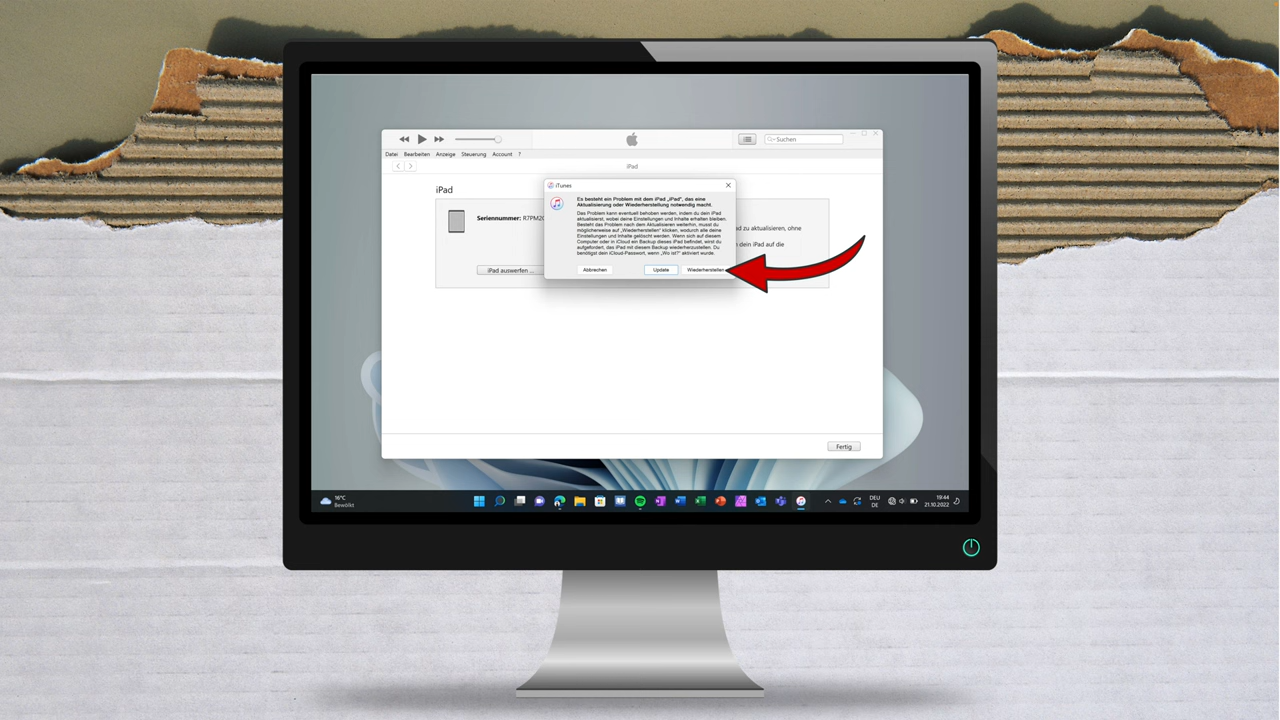 Suchen
Datei Bearbeiten Anzeige Steuerung Account ?
iPad
iPad
iTunes
Es besteht ein Problem mit dem iPad „iPad“, das eine
Aktualisierung oder Wiederherstellung notwendig macht.
Das Problem kann eventuell behoben werden, indem du dein iPad
aktualisierst, wobei deine Einstellungen und Inhalte erhalten bleiben.
Besteht das Problem nach dem Aktualisieren weiterhin, musst du
möglicherweise auf „Wiederherstellen“ klicken, wodurch alle deine
Einstellungen und Inhalte gelöscht werden. Wenn sich auf diesem
Computer oder in iCloud ein Backup dieses iPad befindet, wirst du
aufgefordert, das iPad mit diesem Backup wiederherzustellen. Du
benötigst dein iCloud-Passwort, wenn „Wo ist?“ aktiviert wurde.
Abbrechen Update Wiederherstellen
Seriennummer: R7PM2
zu aktualisieren, ohne
dein iPad auf die
iPad auswerfen ...
Fertig
16°C
Bewölkt
DEU
DE
19:44
21.10.2022